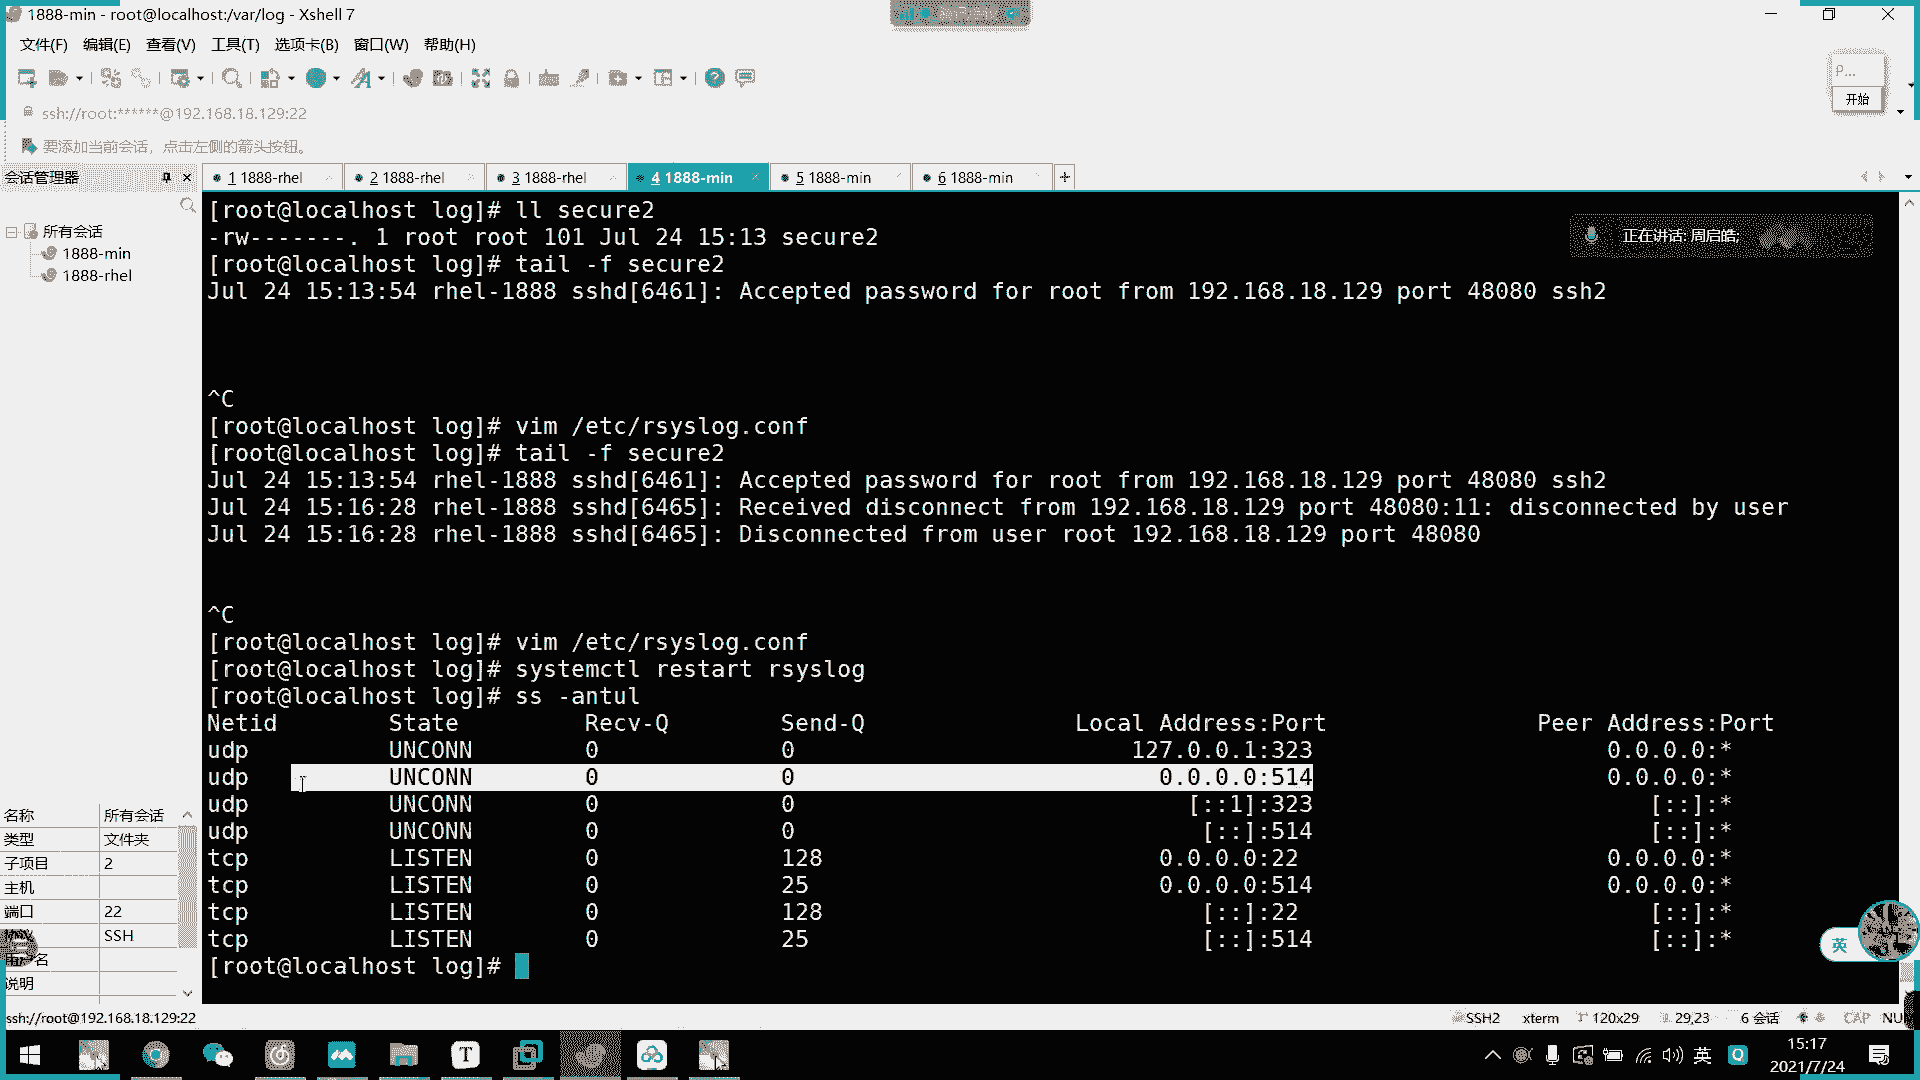 1888-min - root@localhost:/var/log - Xshell 7
文件(F) 编辑(E) 查看(V) 工具(T) 选项卡(B) 窗口(W) 帮助(H)
P...
开始
ssh://root:******@192.168.18.129:22
要添加当前会话，点击左侧的箭头按钮。
会话管理器
1 1888-rhel
2 1888-rhel
3 1888-rhel
4 1888-min
5 1888-min
6 1888-min
所有会话
1888-min
1888-rhel
正在讲话: 周启皓;
[root@localhost log]# ll secure2
-rw-------. 1 root root 101 Jul 24 15:13 secure2
[root@localhost log]# tail -f secure2
Jul 24 15:13:54 rhel-1888 sshd[6461]: Accepted password for root from 192.168.18.129 port 48080 ssh2
^C
[root@localhost log]# vim /etc/rsyslog.conf
[root@localhost log]# tail -f secure2
Jul 24 15:13:54 rhel-1888 sshd[6461]: Accepted password for root from 192.168.18.129 port 48080 ssh2
Jul 24 15:16:28 rhel-1888 sshd[6465]: Received disconnect from 192.168.18.129 port 48080:11: disconnected by user
Jul 24 15:16:28 rhel-1888 sshd[6465]: Disconnected from user root 192.168.18.129 port 48080
^C
[root@localhost log]# vim /etc/rsyslog.conf
[root@localhost log]# systemctl restart rsyslog
[root@localhost log]# ss -antul
Netid State Recv-Q Send-Q Local Address:Port Peer Address:Port
udp UNCONN 0 0 127.0.0.1:323 0.0.0.0:*
udp UNCONN 0 0 0.0.0.0:514 0.0.0.0:*
udp UNCONN 0 0 [::1]:323 [::]:*
udp UNCONN 0 0 [::]:514 [::]:*
tcp LISTEN 0 128 0.0.0.0:22 0.0.0.0:*
tcp LISTEN 0 25 0.0.0.0:514 0.0.0.0:*
tcp LISTEN 0 128 [::]:22 [::]:*
tcp LISTEN 0 25 [::]:514 [::]:*
[root@localhost log]#
名称 所有会话
类型 文件夹
子项目 2
主机
端口 22
SSH
说明
英
ssh://root@192.168.18.129:22
SSH2 xterm 120x29 29,23 6 会话 CAP NU
英
15:17
2021/7/24